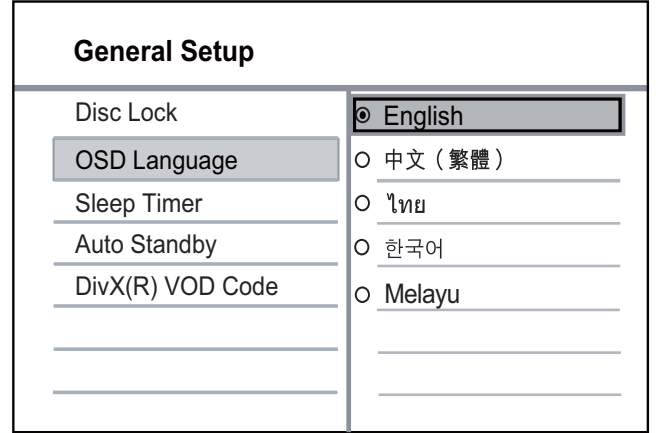 General Setup
Disc Lock
OSD Language
Sleep Timer
Auto Standby
DivX(R) VOD Code
English
中文（繁體）
ไทย
한국어
Melayu